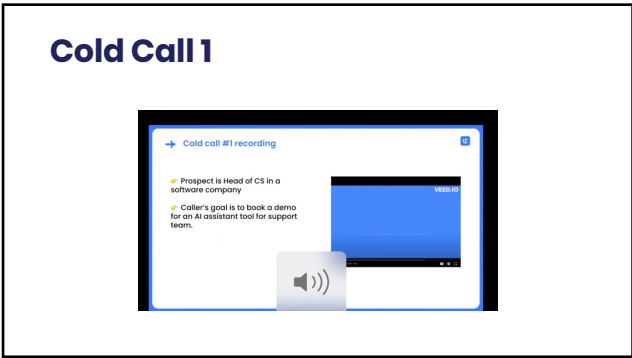 Cold Call 1
Cold call #1 recording
👉 Prospect is Head of CS in a
software company
👉 Caller's goal is to book a demo
for an AI assistant tool for support
team.
VEED.IO